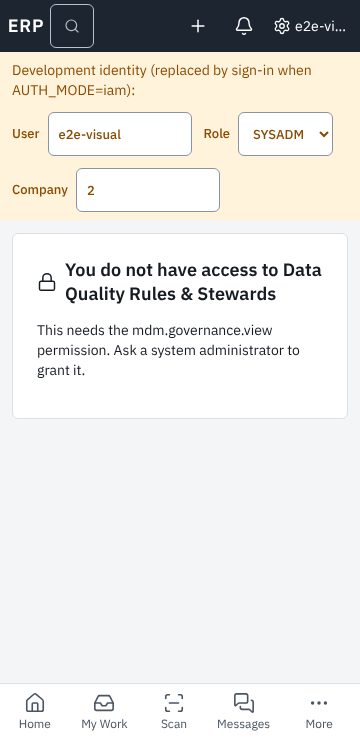 ERP
e2e-vi...
Development identity (replaced by sign-in when
AUTH_MODE=iam):
User e2e-visual Role SYSADM
Company 2
You do not have access to Data
Quality Rules & Stewards
This needs the mdm.governance.view
permission. Ask a system administrator to
grant it.
Home My Work Scan Messages More